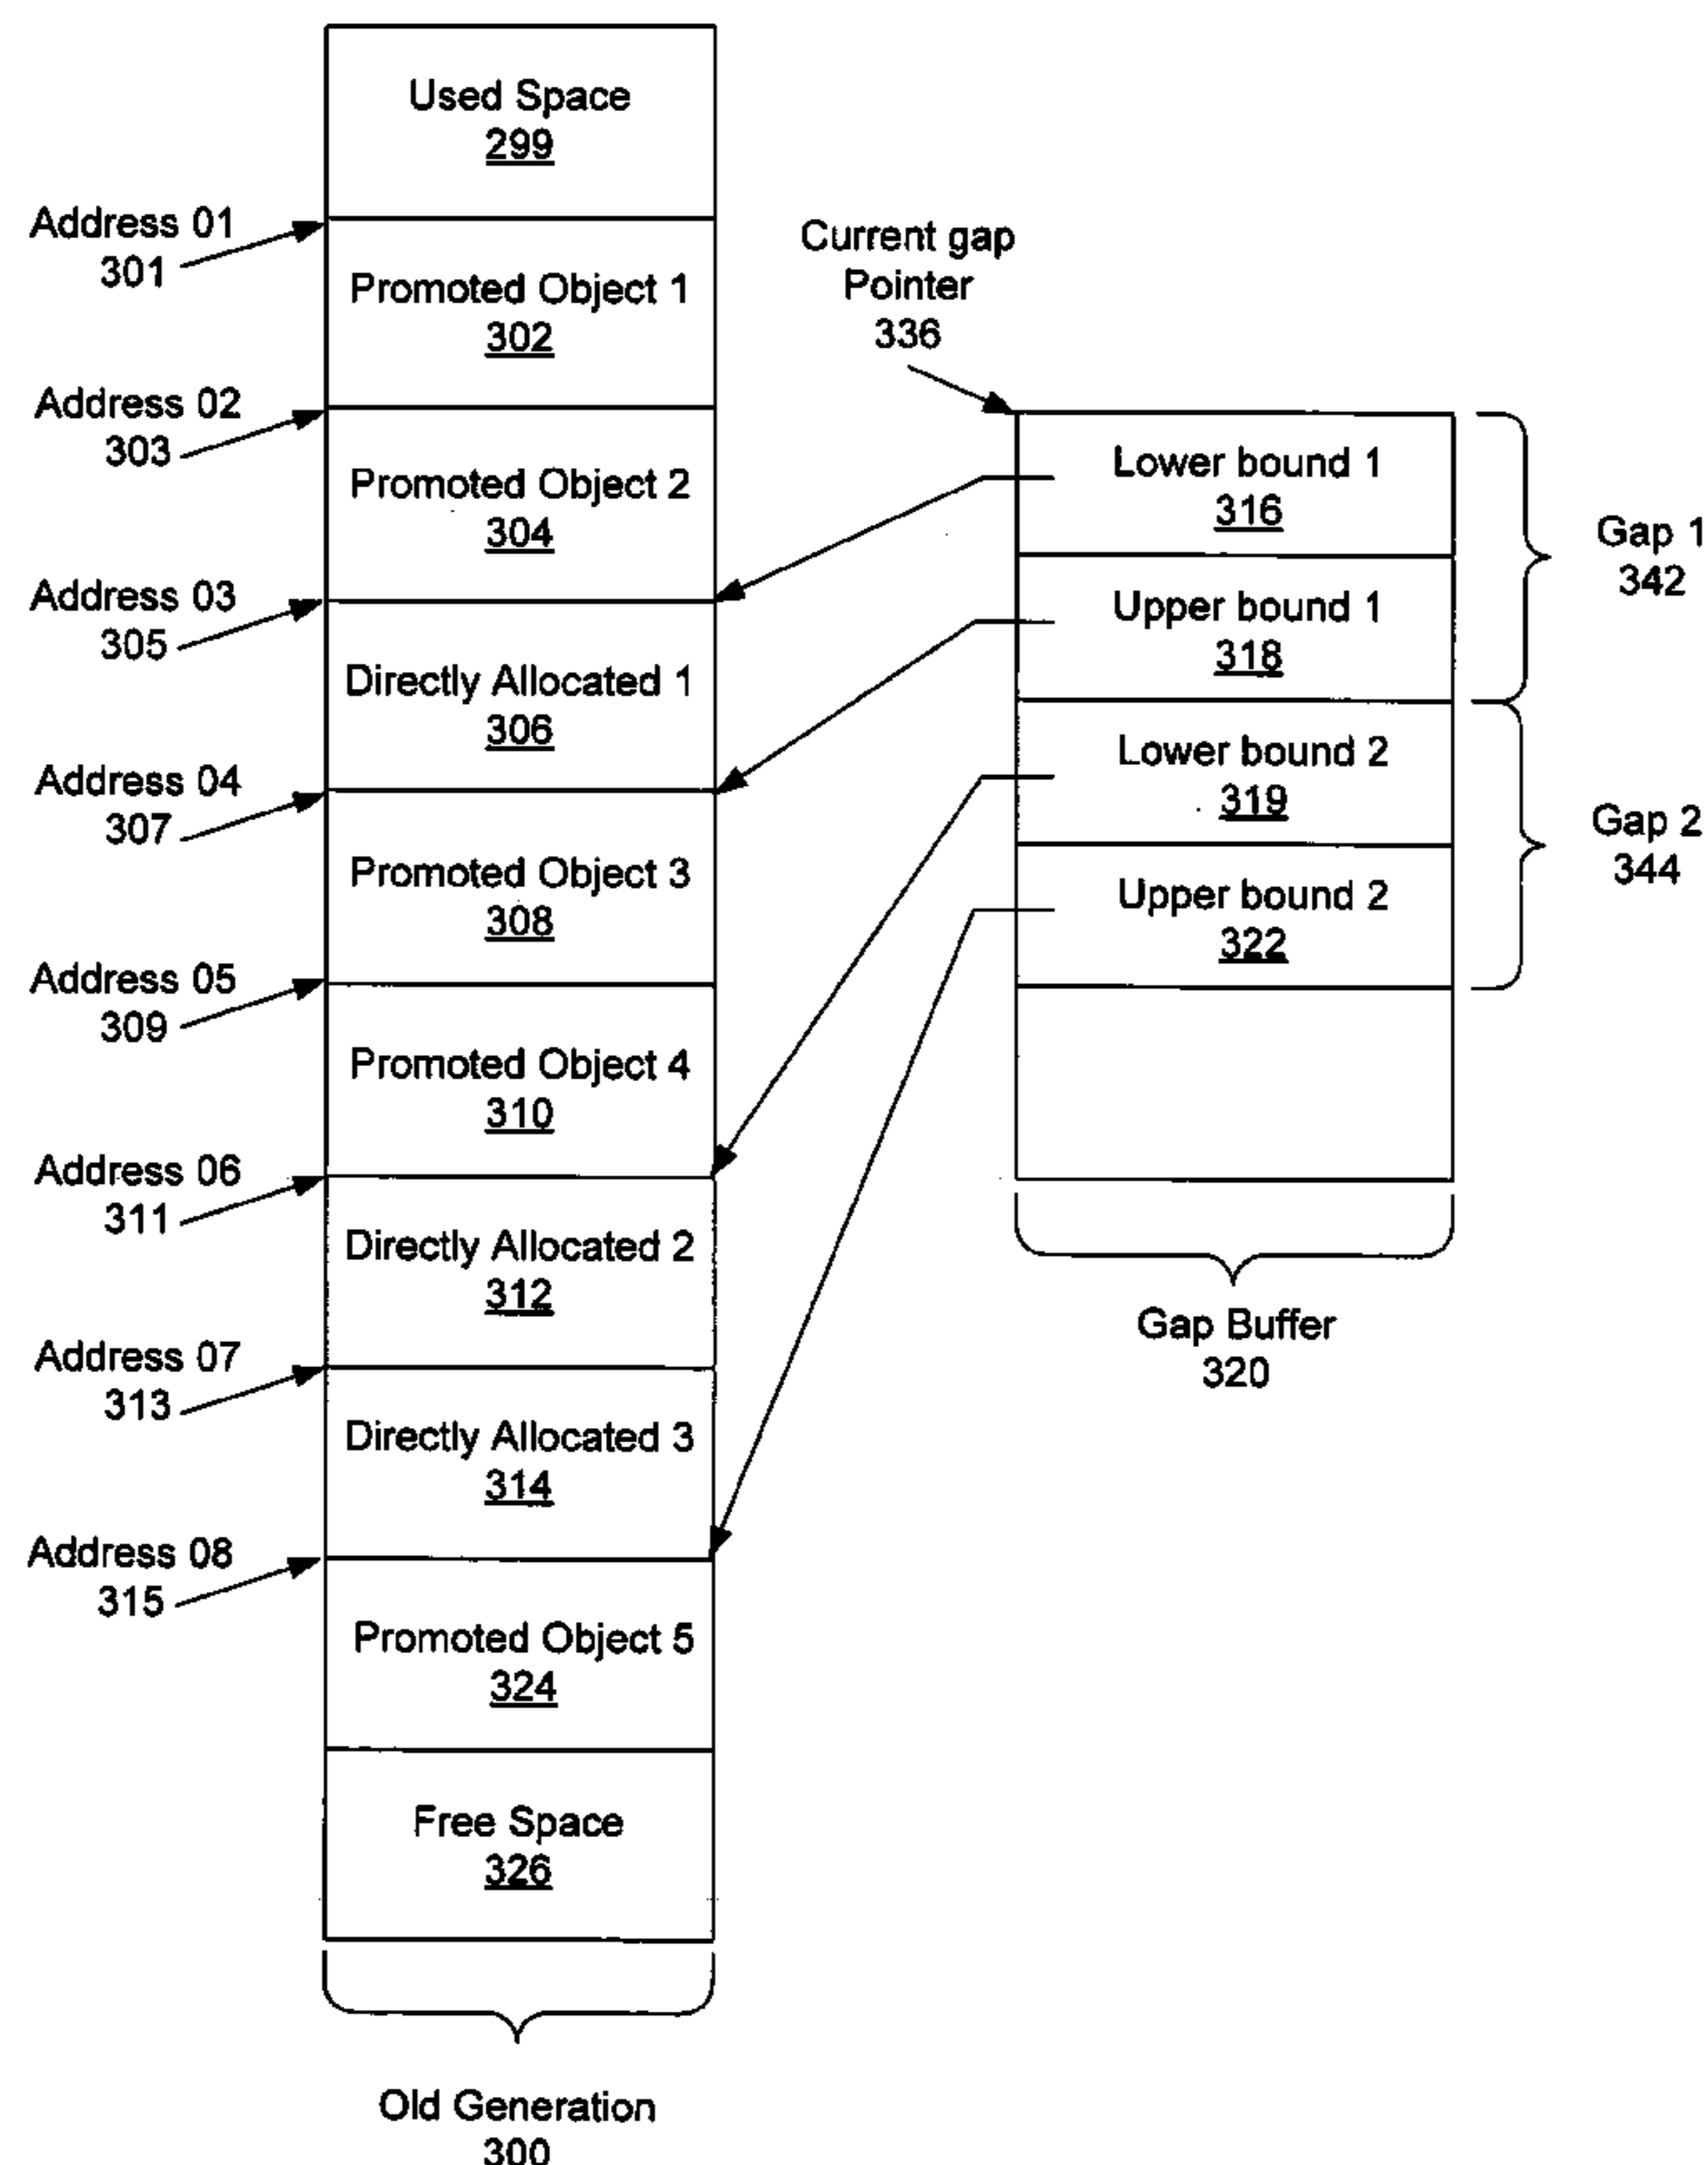 Used Space
299
Address 01
301
Promoted Object 1
302
Address 02
303
Promoted Object 2
304
Address 03
305
Directly Allocated 1
306
Address 04
307
Promoted Object 3
308
Address 05
309
Promoted Object 4
310
Address 06
311
Directly Allocated 2
312
Address 07
313
Directly Allocated 3
314
Address 08
315
Promoted Object 5
324
Free Space
326
Old Generation
300
Current gap
Pointer
336
Lower bound 1
316
Upper bound 1
318
Gap 1
342
Lower bound 2
319
Upper bound 2
322
Gap 2
344
Gap Buffer
320